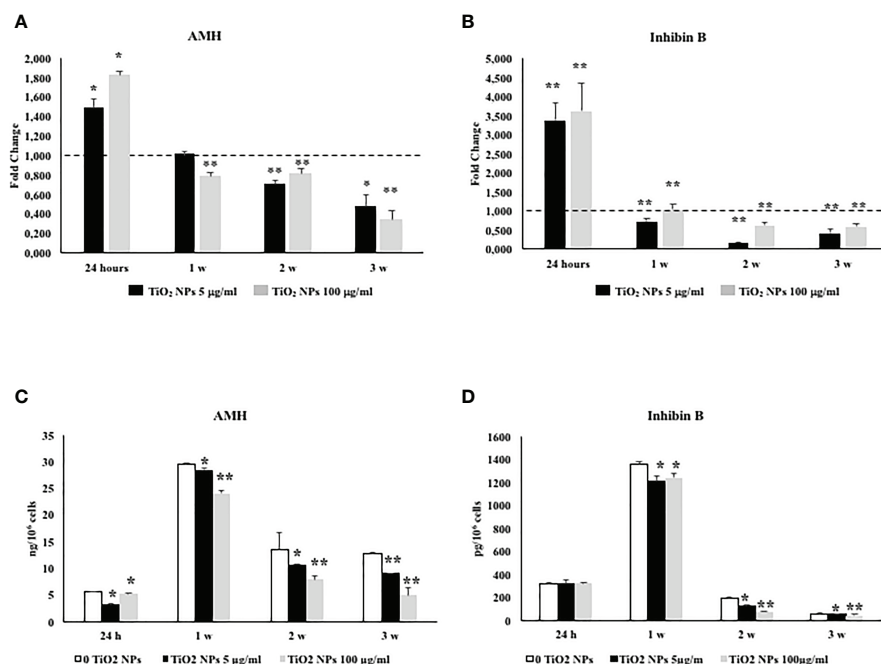 A
AMH
2,000
1,800
1,600
1,400
1,200
1,000
0,800
0,600
0,400
0,200
0,000
Fold Change
* * ** ** ** * **
24 hours 1 w 2 w 3 w
TiO₂ NPs 5 µg/ml TiO₂ NPs 100 µg/ml
B
Inhibin B
5,000
4,500
4,000
3,500
3,000
2,500
2,000
1,500
1,000
0,500
0,000
Fold Change
** ** ** ** ** ** ** **
24 hours 1 w 2 w 3 w
TiO₂ NPs 5 µg/ml TiO₂ NPs 100 µg/ml
C
AMH
35
30
25
20
15
10
5
0
ng/10⁶ cells
* * * ** * ** ** **
24 h 1 w 2 w 3 w
0 TiO2 NPs TiO2 NPs 5 µg/ml TiO2 NPs 100 µg/ml
D
Inhibin B
1600
1400
1200
1000
800
600
400
200
0
pg/10⁶ cells
* * * ** * **
24 h 1 w 2 w 3 w
0 TiO2 NPs TiO2 NPs 5µg/m TiO2 NPs 100µg/ml